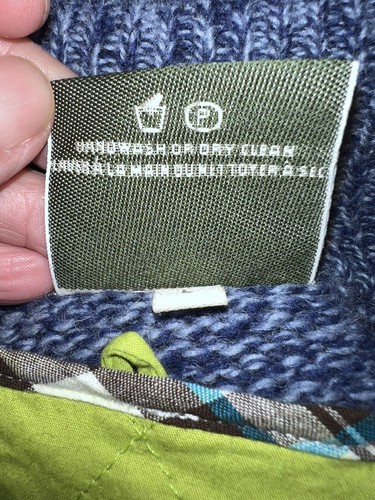 P
HANDWASH OR DRY CLEAN
LAVER À LA MAIN OU NETTOYER A SEC
L